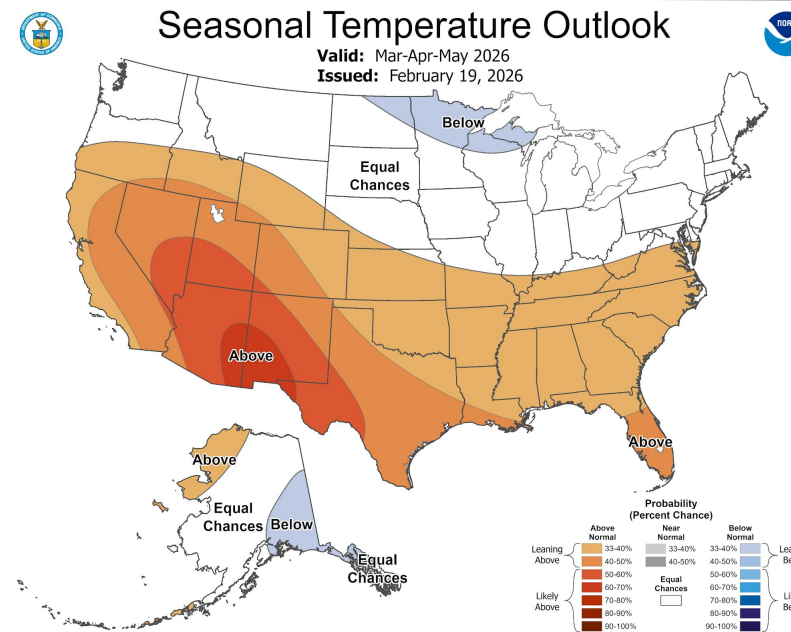 Seasonal Temperature Outlook
Valid: Mar-Apr-May 2026
Issued: February 19, 2026
Below
Equal
Chances
Above
Above
Above
Equal
Chances
Below
Equal
Chances
Probability
(Percent Chance)
Above
Normal
Near
Normal
Below
Normal
Leaning
Above
33-40%
40-50%
33-40%
40-50%
33-40%
40-50%
Likely
Above
50-60%
60-70%
70-80%
80-90%
90-100%
Equal
Chances
50-60%
60-70%
70-80%
80-90%
90-100%